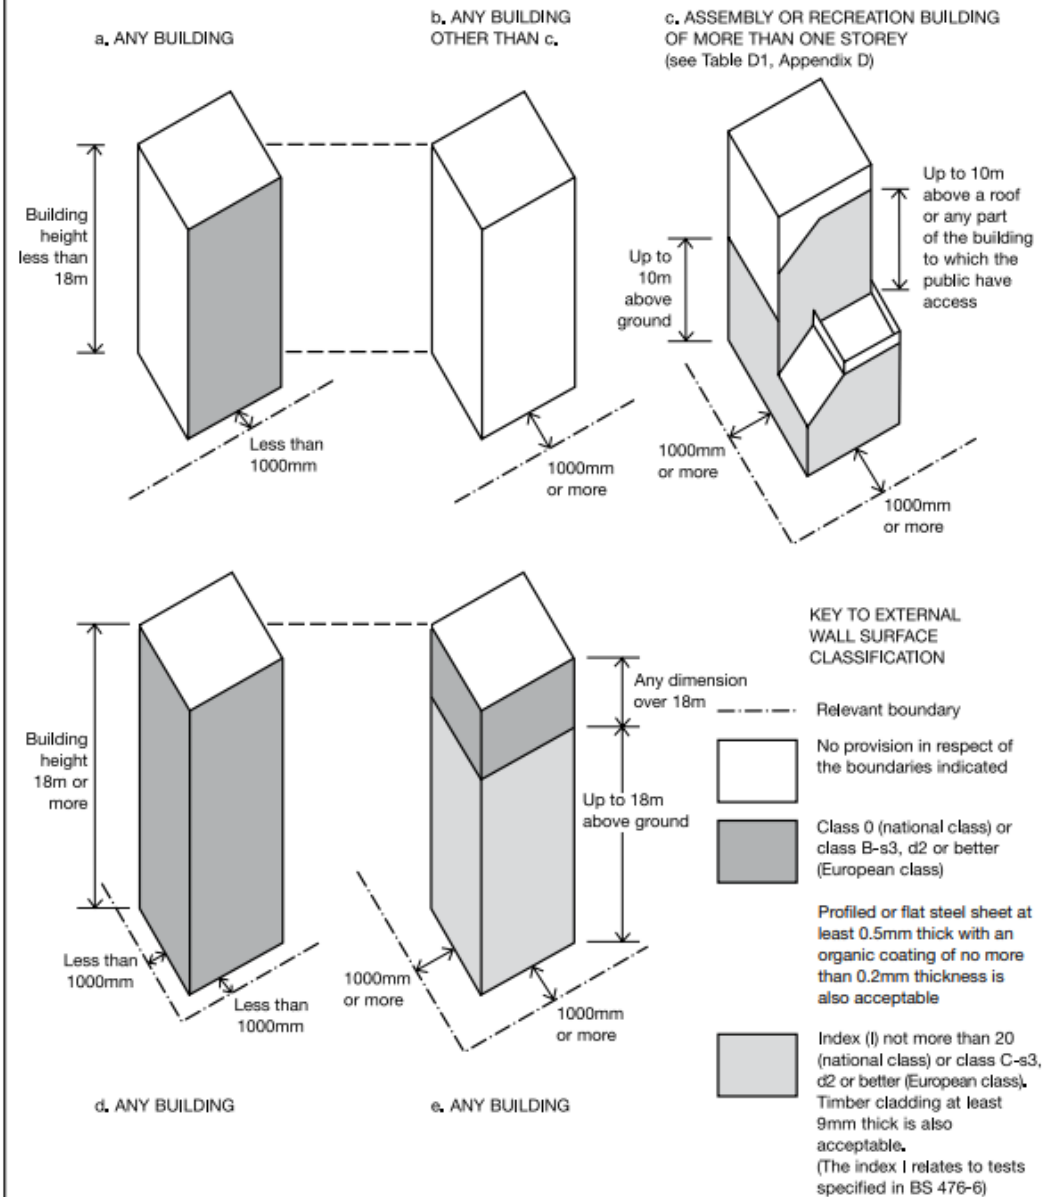 a. ANY BUILDING
b. ANY BUILDING
OTHER THAN c.
c. ASSEMBLY OR RECREATION BUILDING
OF MORE THAN ONE STOREY
(see Table D1, Appendix D)
Building
height
less than
18m
Less than
1000mm
1000mm
or more
Up to
10m
above
ground
Up to 10m
above a roof
or any part
of the building
to which the
public have
access
1000mm
or more
1000mm
or more
Building
height
18m or
more
Less than
1000mm
Less than
1000mm
d. ANY BUILDING
Any dimension
over 18m
Up to 18m
above ground
1000mm
or more
1000mm
or more
e. ANY BUILDING
KEY TO EXTERNAL
WALL SURFACE
CLASSIFICATION
Relevant boundary
No provision in respect of
the boundaries indicated
Class 0 (national class) or
class B-s3, d2 or better
(European class)
Profiled or flat steel sheet at
least 0.5mm thick with an
organic coating of no more
than 0.2mm thickness is
also acceptable
Index (I) not more than 20
(national class) or class C-s3,
d2 or better (European class).
Timber cladding at least
9mm thick is also
acceptable.
(The index I relates to tests
specified in BS 476-6)